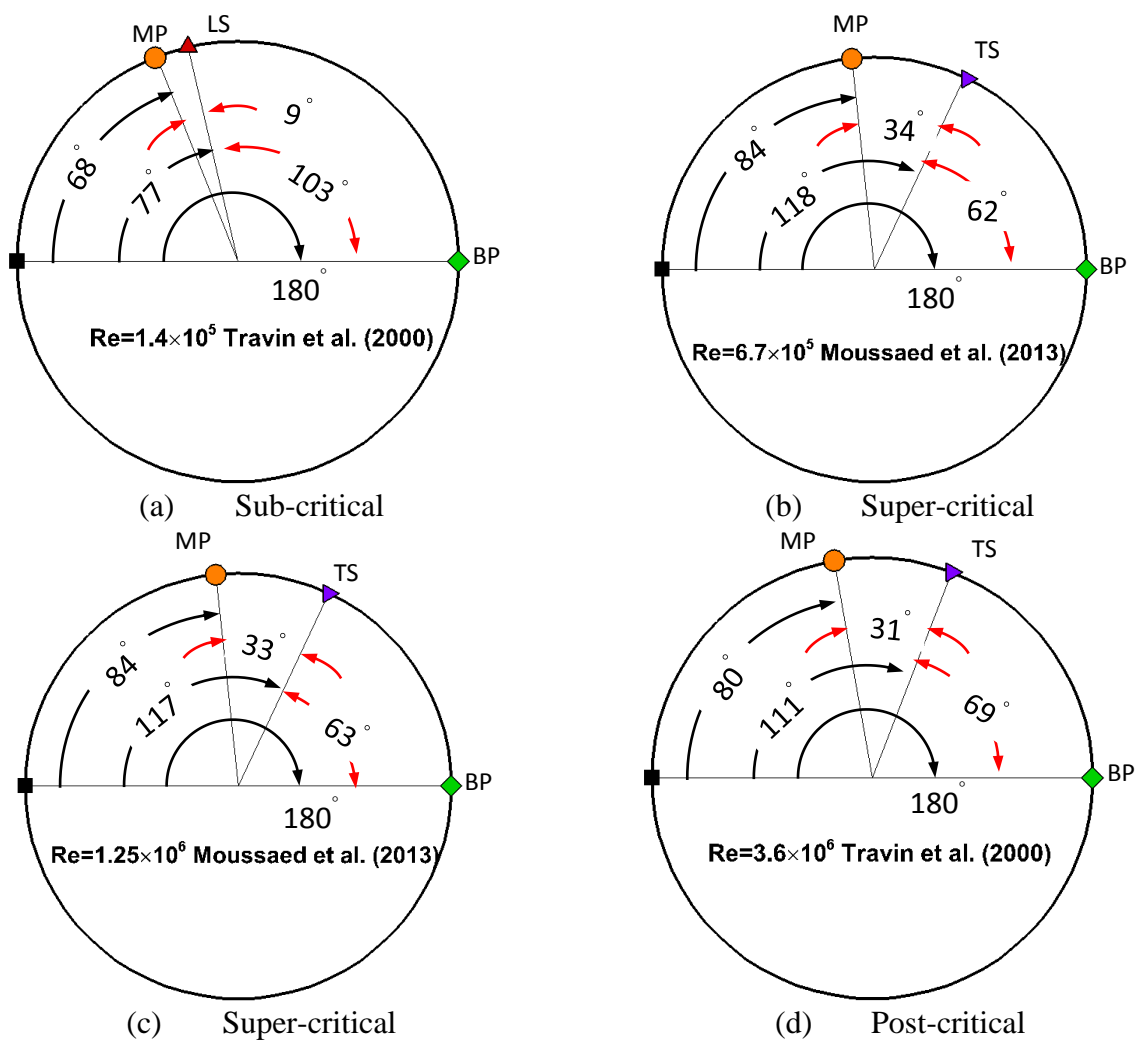 MP LS
9°
68°
77°
103°
BP
180°
Re=1.4×10⁵ Travin et al. (2000)
(a) Sub-critical
MP TS
84°
34°
118°
62°
BP
180°
Re=6.7×10⁵ Moussaed et al. (2013)
(b) Super-critical
MP TS
84°
33°
117°
63°
BP
180°
Re=1.25×10⁶ Moussaed et al. (2013)
(c) Super-critical
MP TS
80°
31°
111°
69°
BP
180°
Re=3.6×10⁶ Travin et al. (2000)
(d) Post-critical